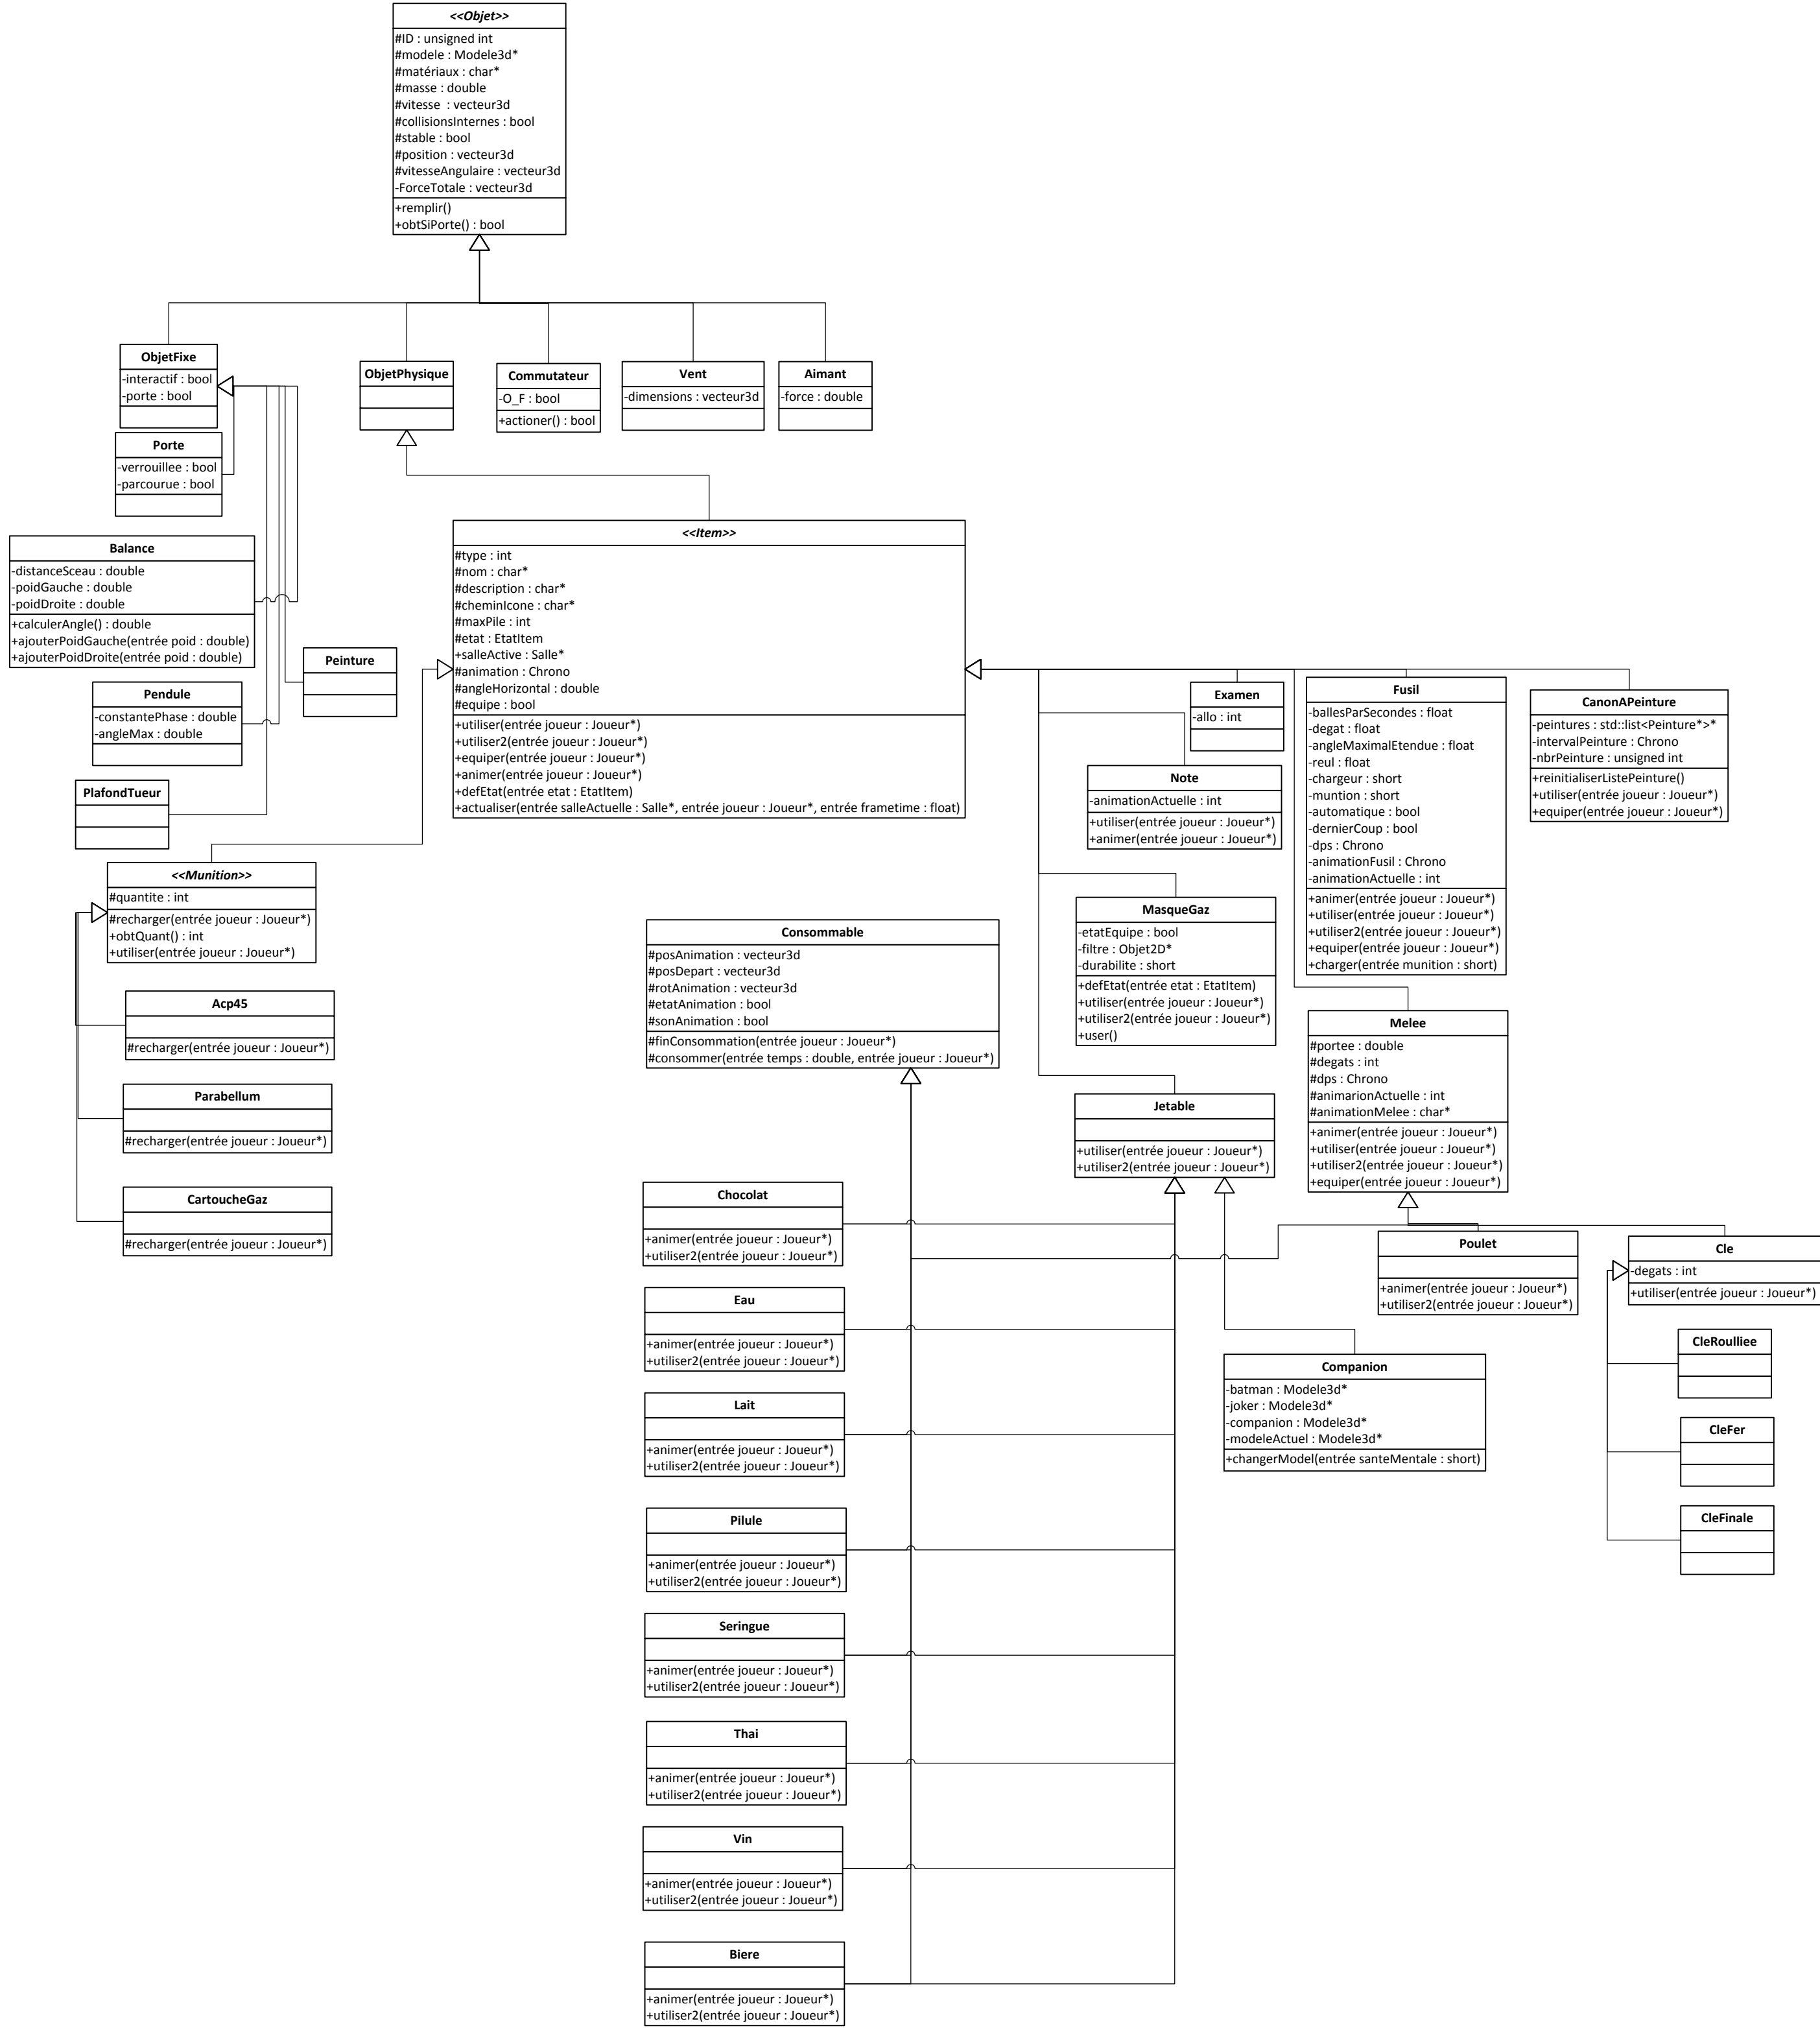 <<Objet>>
#ID : unsigned int
#modele : Modele3d*
#matériaux : char*
#masse : double
#vitesse  : vecteur3d
#collisionsInternes : bool
#stable : bool
#position : vecteur3d
#vitesseAngulaire : vecteur3d
-ForceTotale : vecteur3d
+remplir()
+obtSiPorte() : bool
ObjetFixe
-interactif : bool
-porte : bool
ObjetPhysique
Commutateur
-O_F : bool
+actioner() : bool
Vent
-dimensions : vecteur3d
Aimant
-force : double
Porte
-verrouillee : bool
-parcourue : bool
Balance
-distanceSceau : double
-poidGauche : double
-poidDroite : double
+calculerAngle() : double
+ajouterPoidGauche(entrée poid : double)
+ajouterPoidDroite(entrée poid : double)
Peinture
Pendule
-constantePhase : double
-angleMax : double
PlafondTueur
<<Item>>
#type : int
#nom : char*
#description : char*
#cheminIcone : char*
#maxPile : int
#etat : EtatItem
+salleActive : Salle*
#animation : Chrono
#angleHorizontal : double
#equipe : bool
+utiliser(entrée joueur : Joueur*)
+utiliser2(entrée joueur : Joueur*)
+equiper(entrée joueur : Joueur*)
+animer(entrée joueur : Joueur*)
+defEtat(entrée etat : EtatItem)
+actualiser(entrée salleActuelle : Salle*, entrée joueur : Joueur*, entrée frametime : float)
<<Munition>>
#quantite : int
#recharger(entrée joueur : Joueur*)
+obtQuant() : int
+utiliser(entrée joueur : Joueur*)
Acp45
#recharger(entrée joueur : Joueur*)
Parabellum
#recharger(entrée joueur : Joueur*)
CartoucheGaz
#recharger(entrée joueur : Joueur*)
Examen
-allo : int
Note
-animationActuelle : int
+utiliser(entrée joueur : Joueur*)
+animer(entrée joueur : Joueur*)
Fusil
-ballesParSecondes : float
-degat : float
-angleMaximalEtendue : float
-reul : float
-chargeur : short
-muntion : short
-automatique : bool
-dernierCoup : bool
-dps : Chrono
-animationFusil : Chrono
-animationActuelle : int
+animer(entrée joueur : Joueur*)
+utiliser(entrée joueur : Joueur*)
+utiliser2(entrée joueur : Joueur*)
+equiper(entrée joueur : Joueur*)
+charger(entrée munition : short)
CanonAPeinture
-peintures : std::list<Peinture*>*
-intervalPeinture : Chrono
-nbrPeinture : unsigned int
+reinitialiserListePeinture()
+utiliser(entrée joueur : Joueur*)
+equiper(entrée joueur : Joueur*)
MasqueGaz
-etatEquipe : bool
-filtre : Objet2D*
-durabilite : short
+defEtat(entrée etat : EtatItem)
+utiliser(entrée joueur : Joueur*)
+utiliser2(entrée joueur : Joueur*)
+user()
Consommable
#posAnimation : vecteur3d
#posDepart : vecteur3d
#rotAnimation : vecteur3d
#etatAnimation : bool
#sonAnimation : bool
#finConsommation(entrée joueur : Joueur*)
#consommer(entrée temps : double, entrée joueur : Joueur*)
Melee
#portee : double
#degats : int
#dps : Chrono
#animarionActuelle : int
#animationMelee : char*
+animer(entrée joueur : Joueur*)
+utiliser(entrée joueur : Joueur*)
+utiliser2(entrée joueur : Joueur*)
+equiper(entrée joueur : Joueur*)
Jetable
+utiliser(entrée joueur : Joueur*)
+utiliser2(entrée joueur : Joueur*)
Chocolat
+animer(entrée joueur : Joueur*)
+utiliser2(entrée joueur : Joueur*)
Poulet
+animer(entrée joueur : Joueur*)
+utiliser2(entrée joueur : Joueur*)
Cle
-degats : int
+utiliser(entrée joueur : Joueur*)
Eau
+animer(entrée joueur : Joueur*)
+utiliser2(entrée joueur : Joueur*)
CleRoulliee
Companion
-batman : Modele3d*
-joker : Modele3d*
-companion : Modele3d*
-modeleActuel : Modele3d*
+changerModel(entrée santeMentale : short)
Lait
+animer(entrée joueur : Joueur*)
+utiliser2(entrée joueur : Joueur*)
CleFer
CleFinale
Pilule
+animer(entrée joueur : Joueur*)
+utiliser2(entrée joueur : Joueur*)
Seringue
+animer(entrée joueur : Joueur*)
+utiliser2(entrée joueur : Joueur*)
Thai
+animer(entrée joueur : Joueur*)
+utiliser2(entrée joueur : Joueur*)
Vin
+animer(entrée joueur : Joueur*)
+utiliser2(entrée joueur : Joueur*)
Biere
+animer(entrée joueur : Joueur*)
+utiliser2(entrée joueur : Joueur*)